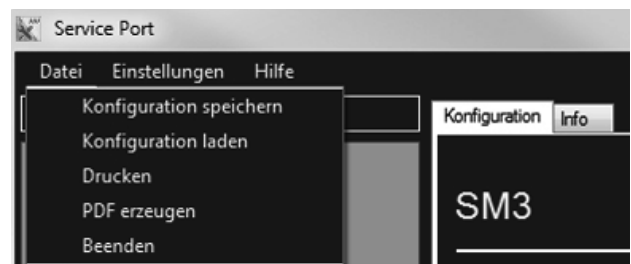 Service Port
Datei Einstellungen Hilfe
Konfiguration speichern
Konfiguration laden
Drucken
PDF erzeugen
Beenden
Konfiguration Info
SM3